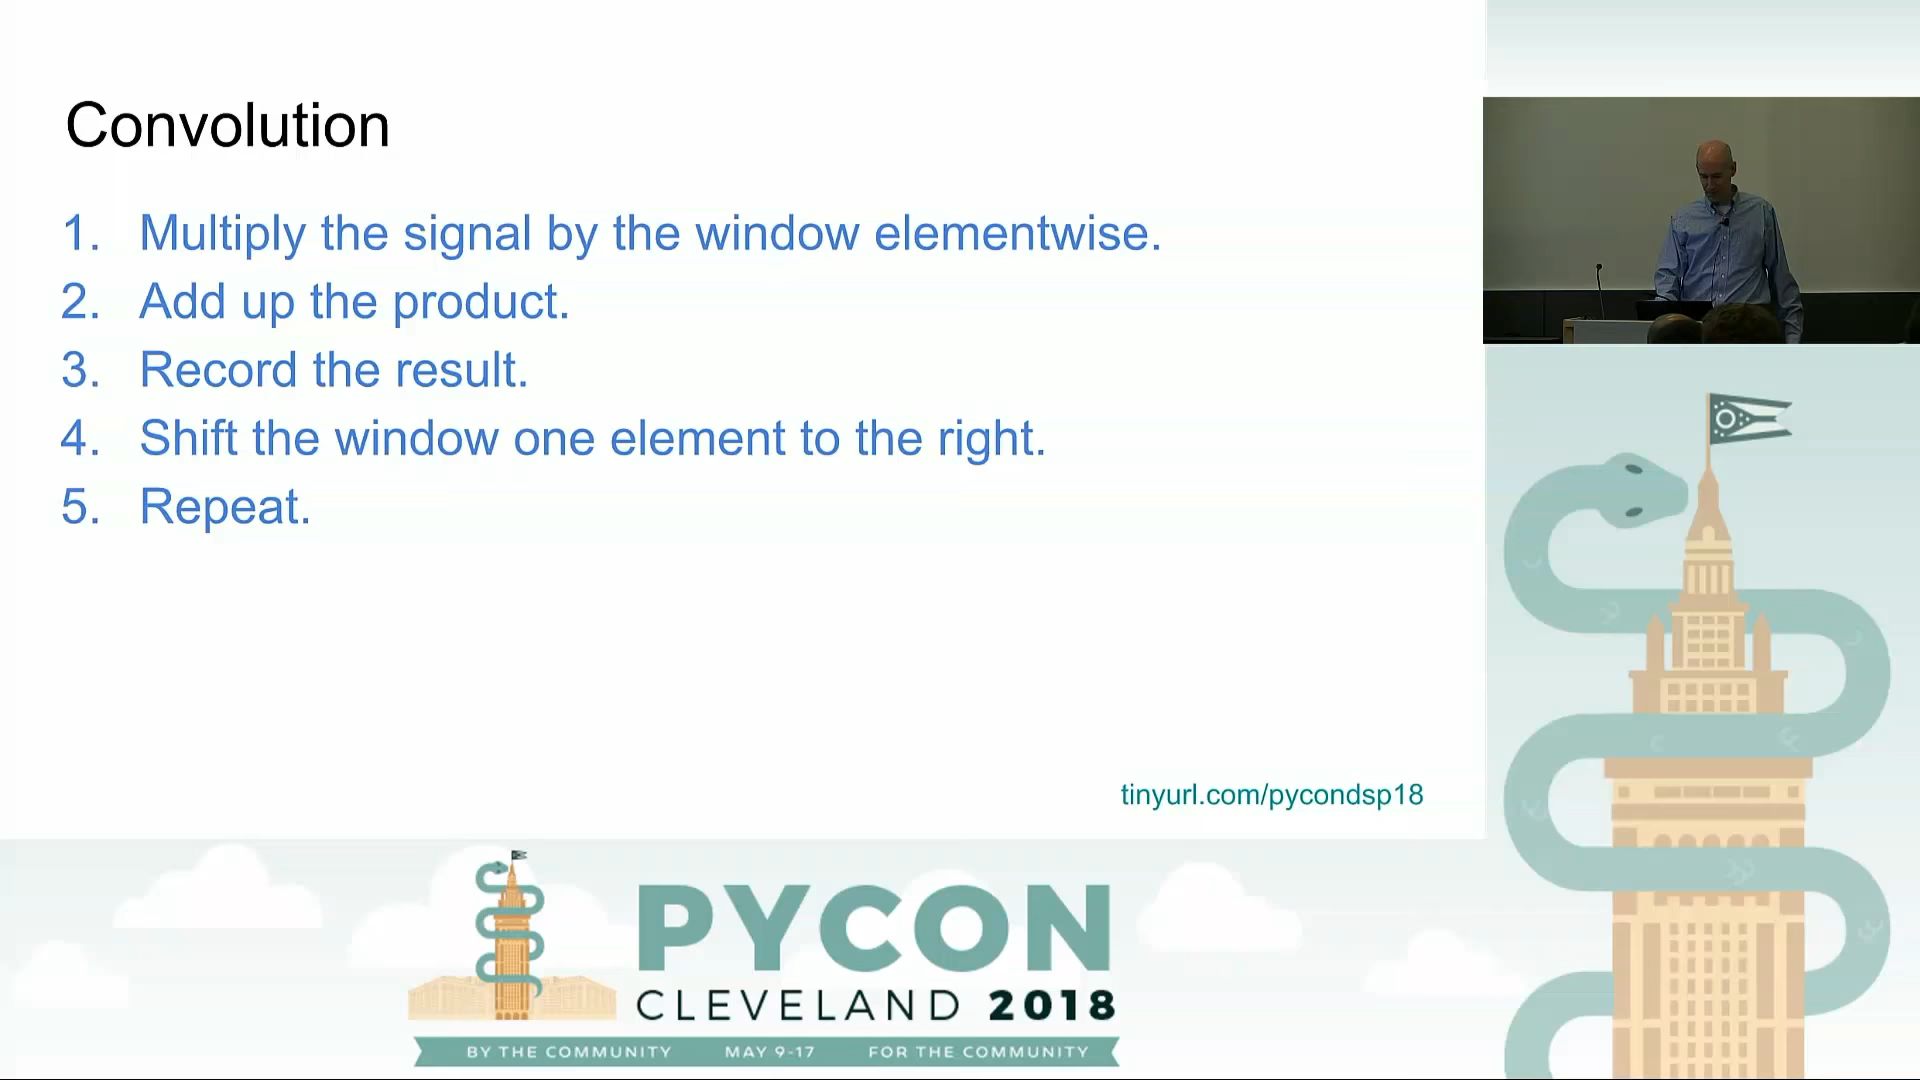 Convolution
1. Multiply the signal by the window elementwise.
2. Add up the product.
3. Record the result.
4. Shift the window one element to the right.
5. Repeat.
tinyurl.com/pycondsp18
PYCON
CLEVELAND 2018
BY THE COMMUNITY MAY 9-17 FOR THE COMMUNITY